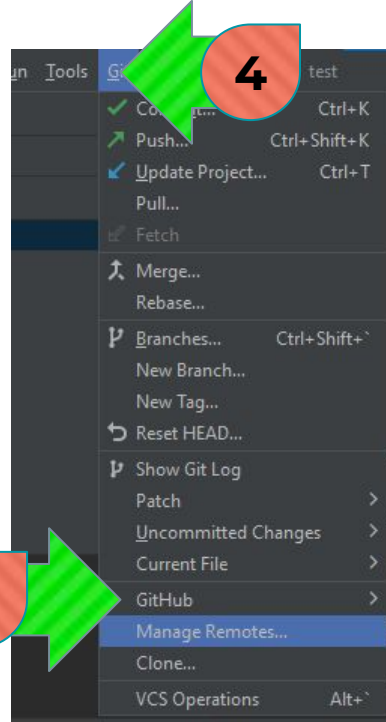 un Tools Gi 4 test
Co t... Ctrl+K
Push... Ctrl+Shift+K
Update Project... Ctrl+T
Pull...
Fetch
Merge...
Rebase...
Branches... Ctrl+Shift+`
New Branch...
New Tag...
Reset HEAD...
Show Git Log
Patch >
Uncommitted Changes >
Current File >
GitHub >
Manage Remotes...
Clone...
VCS Operations Alt+`